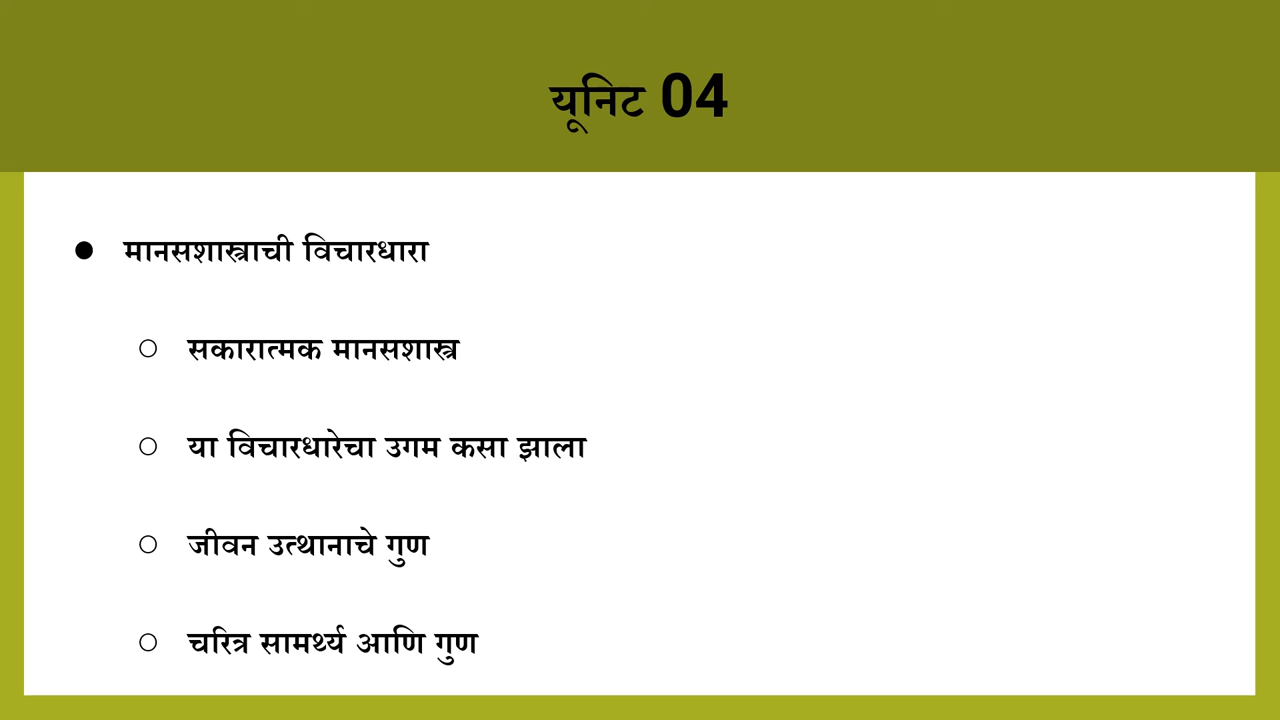 यूनिट 04
● मानसशास्त्राची विचारधारा
○ सकारात्मक मानसशास्त्र
○ या विचारधारेचा उगम कसा झाला
○ जीवन उत्थानाचे गुण
○ चरित्र सामर्थ्य आणि गुण